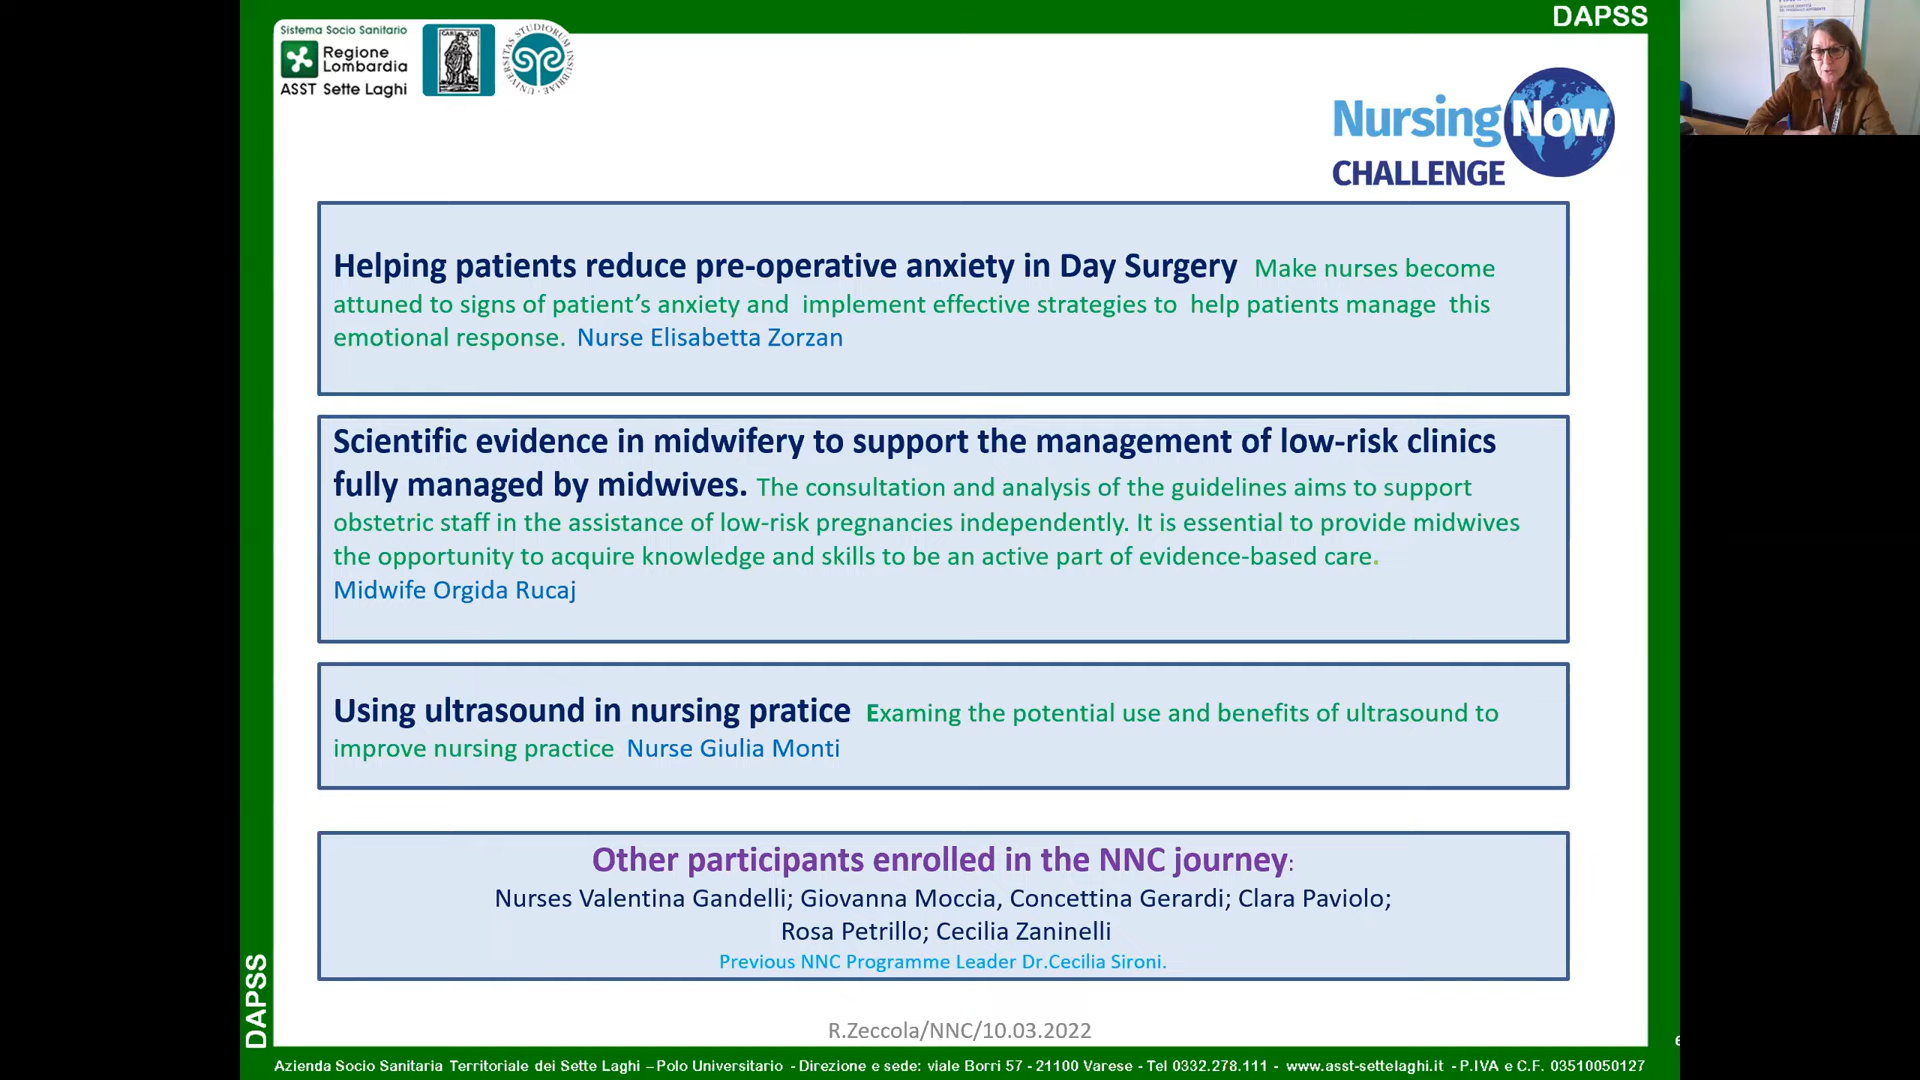 DAPSS
Sistema Socio Sanitario
Regione
Lombardia
ASST Sette Laghi
CARITAS
UNIVERSITAS STUDIORUM INSUBRIAE
Nursing Now
CHALLENGE
Helping patients reduce pre-operative anxiety in Day Surgery Make nurses become
attuned to signs of patient’s anxiety and implement effective strategies to help patients manage this
emotional response. Nurse Elisabetta Zorzan
Scientific evidence in midwifery to support the management of low-risk clinics
fully managed by midwives. The consultation and analysis of the guidelines aims to support
obstetric staff in the assistance of low-risk pregnancies independently. It is essential to provide midwives
the opportunity to acquire knowledge and skills to be an active part of evidence-based care.
Midwife Orgida Rucaj
Using ultrasound in nursing pratice Examing the potential use and benefits of ultrasound to
improve nursing practice Nurse Giulia Monti
Other participants enrolled in the NNC journey:
Nurses Valentina Gandelli; Giovanna Moccia, Concettina Gerardi; Clara Paviolo;
Rosa Petrillo; Cecilia Zaninelli
Previous NNC Programme Leader Dr.Cecilia Sironi.
DAPSS
R.Zeccola/NNC/10.03.2022
Azienda Socio Sanitaria Territoriale dei Sette Laghi – Polo Universitario - Direzione e sede: viale Borri 57 - 21100 Varese - Tel 0332.278.111 - www.asst-settelaghi.it - P.IVA e C.F. 03510050127